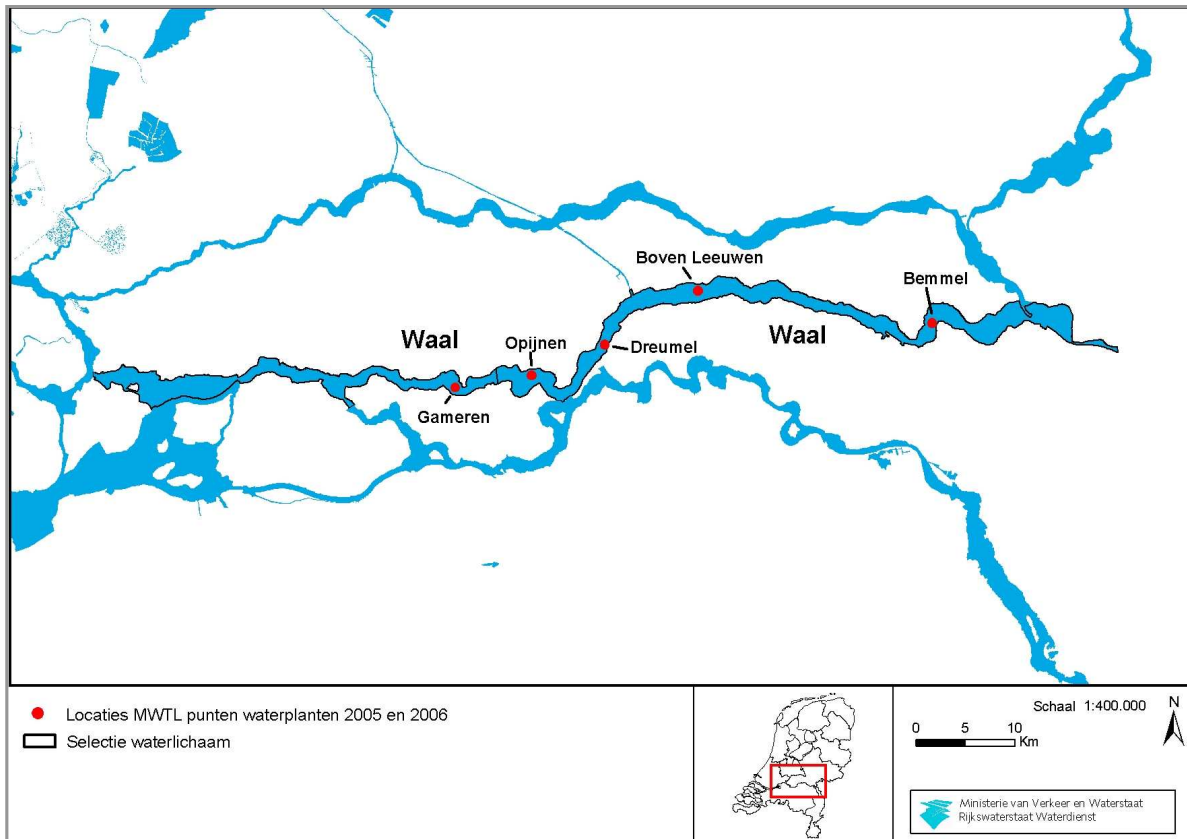 Boven Leeuwen
Bemmel
Waal
Waal
Opijnen
Dreumel
Gameren
Locaties MWTL punten waterplanten 2005 en 2006
Selectie waterlichaam
Schaal 1:400.000
N
0 5 10
Km
Ministerie van Verkeer en Waterstaat
Rijkswaterstaat Waterdienst